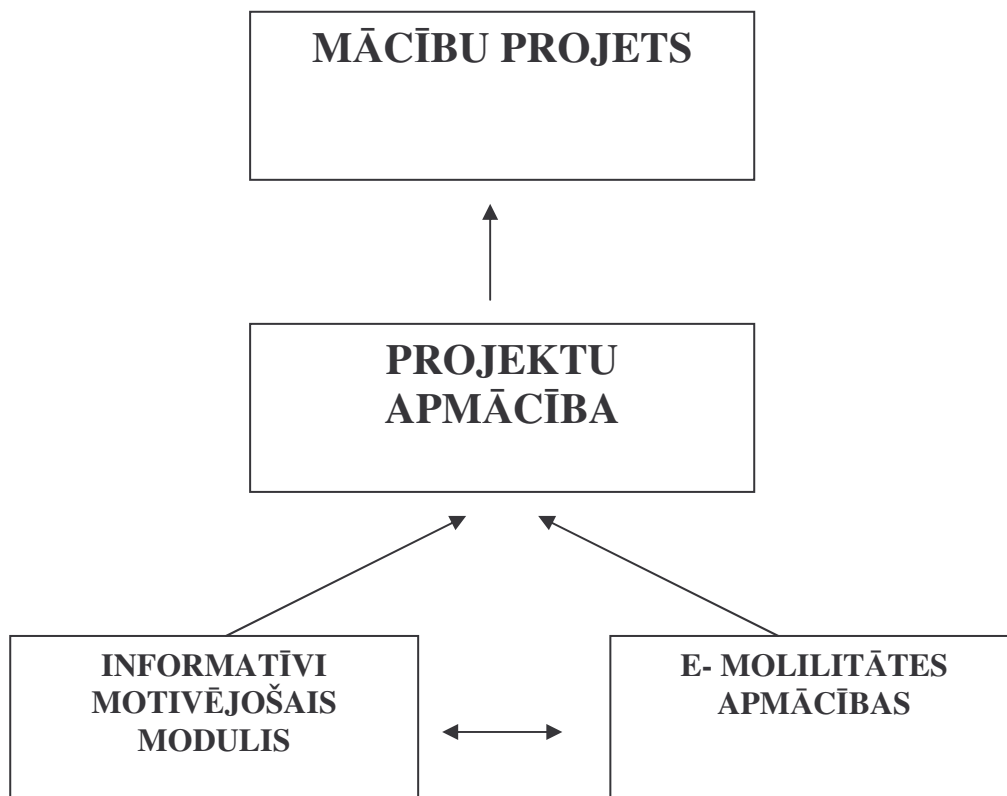 MĀCĪBU PROJETS
PROJEKTU
APMĀCĪBA
INFORMATĪVI
MOTIVĒJOŠAIS
MODULIS
E- MOLILITĀTES
APMĀCĪBAS